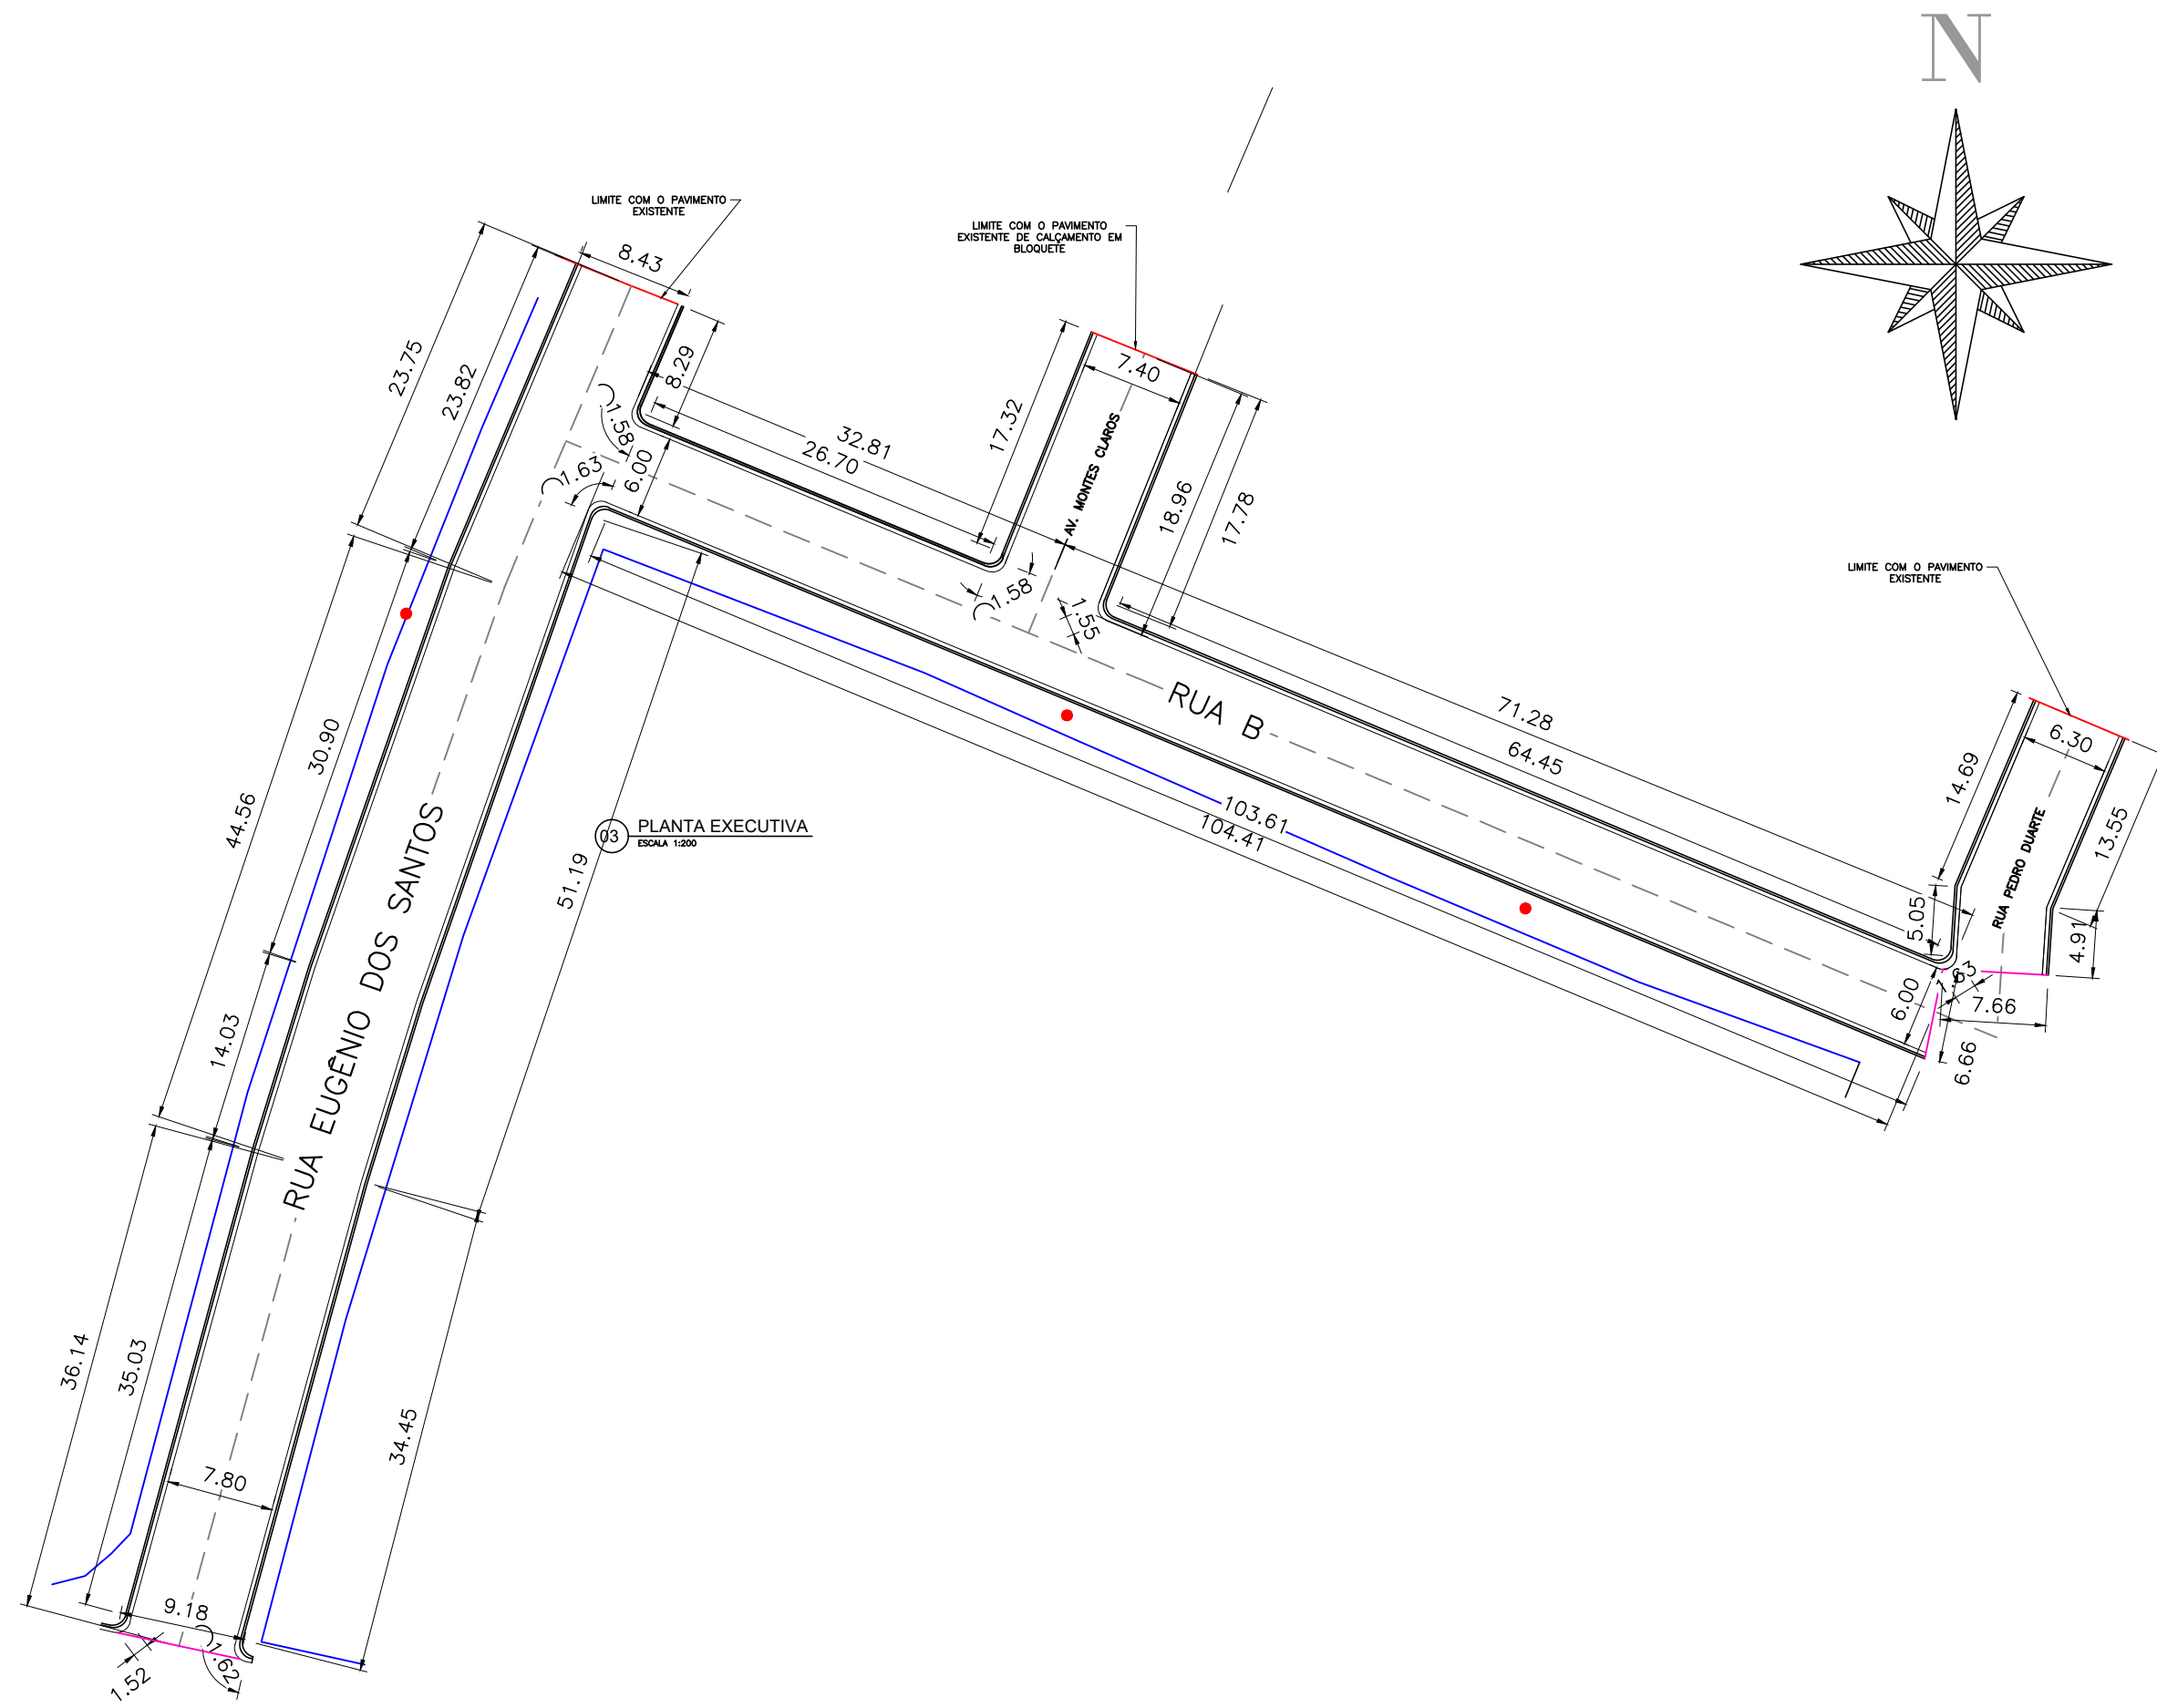 N
LIMITE COM O PAVIMENTO
EXISTENTE
LIMITE COM O PAVIMENTO
EXISTENTE DE CALÇAMENTO EM
BLOQUETE
8.43
23.75
23.82
8.29
7.40
17.32
1.58
32.81
26.70
AV. MONTES CLAROS
1.63
6.00
18.96
17.78
LIMITE COM O PAVIMENTO
EXISTENTE
1.58
1.55
RUA B
71.28
64.45
6.30
14.69
30.90
44.56
103.61
104.41
03
PLANTA EXECUTIVA
ESCALA 1:200
13.55
RUA PEDRO DUARTE
51.19
RUA EUGÊNIO DOS SANTOS
5.05
4.91
1.63
6.00
7.66
14.03
6.66
36.14
35.03
34.45
7.80
9.18
1.62
1.52